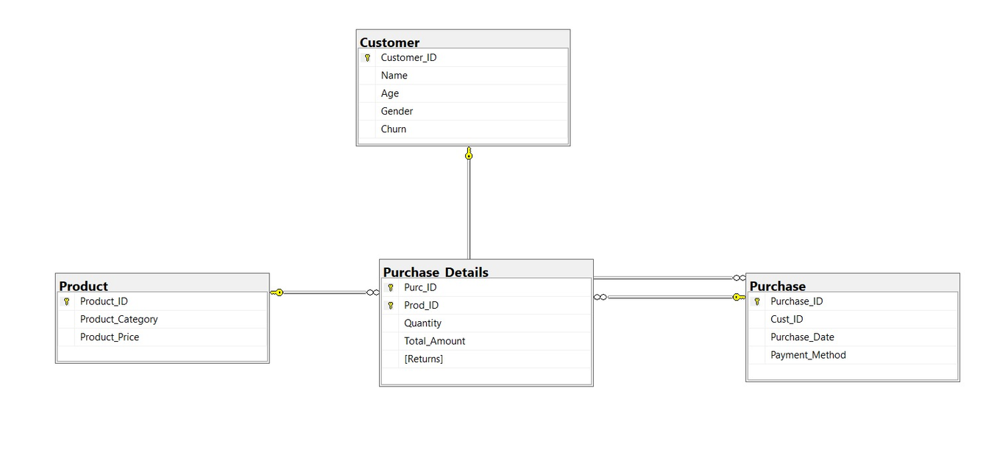 Customer
Customer_ID
Name
Age
Gender
Churn
Product
Product_ID
Product_Category
Product_Price
Purchase_Details
Purc_ID
Prod_ID
Quantity
Total_Amount
[Returns]
Purchase
Purchase_ID
Cust_ID
Purchase_Date
Payment_Method